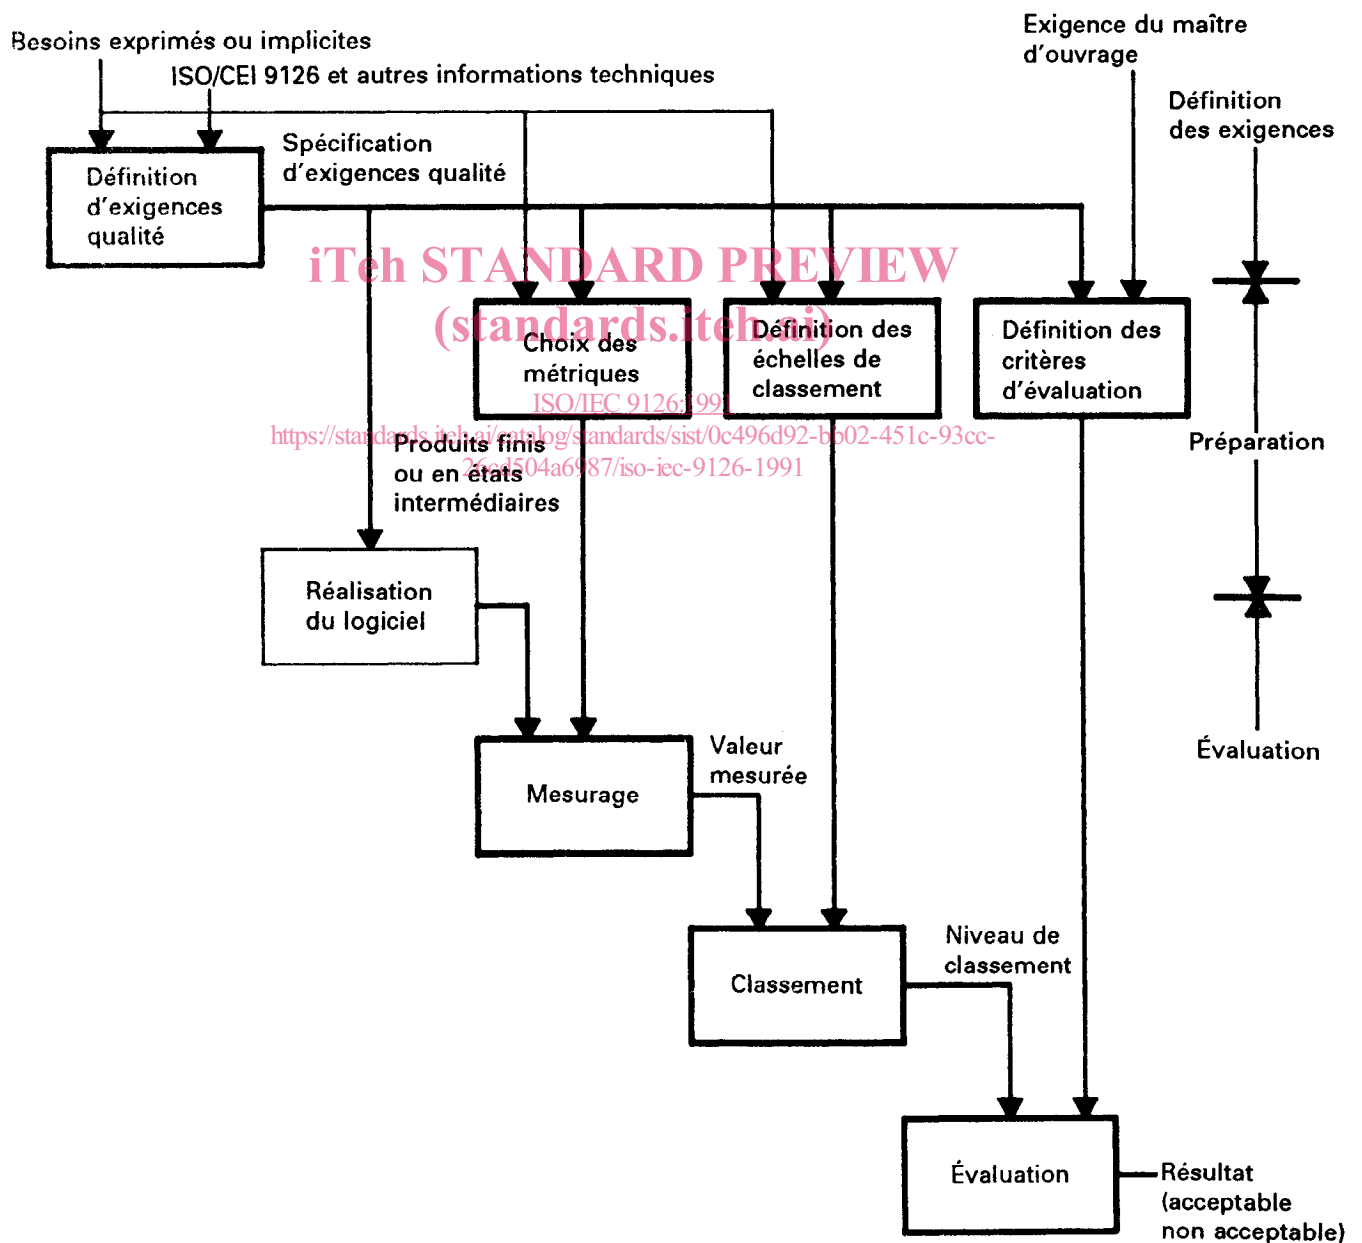 Besoins exprimés ou implicites
ISO/CEI 9126 et autres informations techniques
Exigence du maître
d'ouvrage
Définition
des exigences
Spécification
d'exigences qualité
Définition
d'exigences
qualité
iTeh STANDARD PREVIEW
(standards.iteh.ai)
Choix des
métriques
Définition des
échelles de
classement
Définition des
critères
d'évaluation
ISO/IEC 9126:1991
https://standards.iteh.ai/catalog/standards/sist/0c496d92-bb02-451c-93cc-
26cd504a6987/iso-iec-9126-1991
Préparation
Produits finis
ou en états
intermédiaires
Réalisation
du logiciel
Évaluation
Valeur
mesurée
Mesurage
Niveau de
classement
Classement
Évaluation
Résultat
(acceptable
non acceptable)